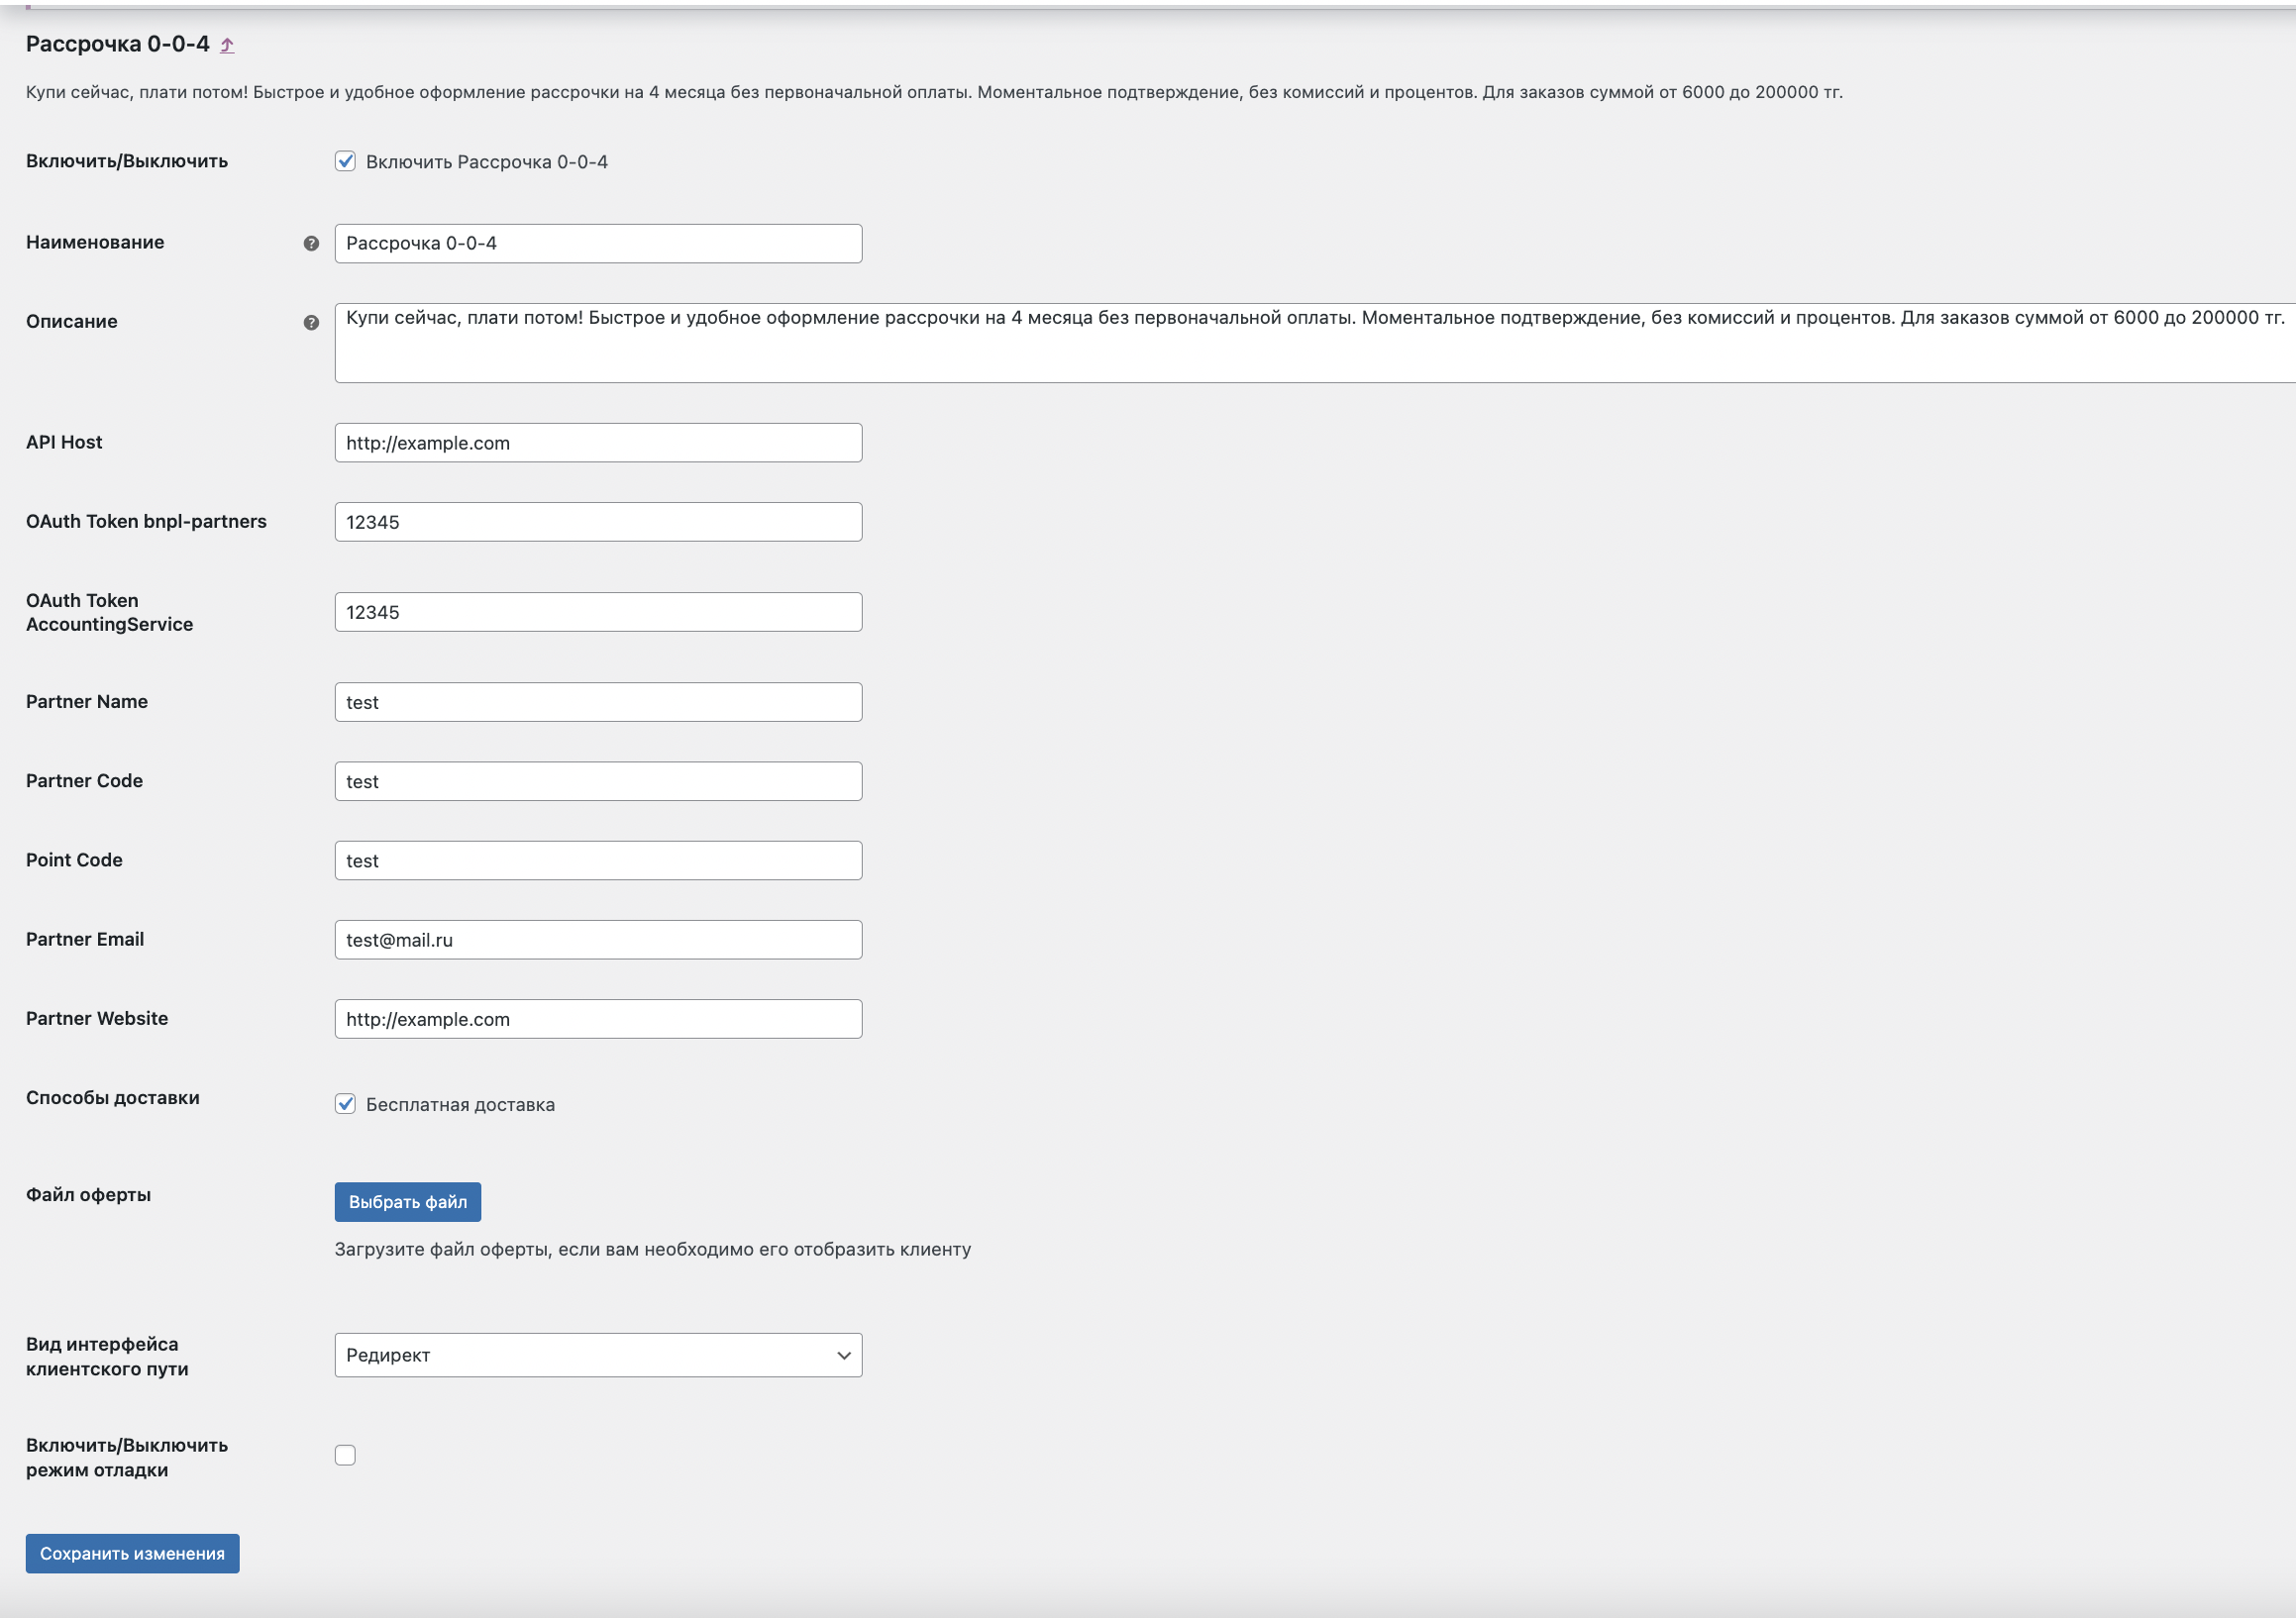 Рассрочка 0-0-4 ⤴
Купи сейчас, плати потом! Быстрое и удобное оформление рассрочки на 4 месяца без первоначальной оплаты. Моментальное подтверждение, без комиссий и процентов. Для заказов суммой от 6000 до 200000 тг.
Включить/Выключить
Включить Рассрочка 0-0-4
Наименование
Рассрочка 0-0-4
Описание
Купи сейчас, плати потом! Быстрое и удобное оформление рассрочки на 4 месяца без первоначальной оплаты. Моментальное подтверждение, без комиссий и процентов. Для заказов суммой от 6000 до 200000 тг.
API Host
http://example.com
OAuth Token bnpl-partners
12345
OAuth Token
AccountingService
12345
Partner Name
test
Partner Code
test
Point Code
test
Partner Email
test@mail.ru
Partner Website
http://example.com
Способы доставки
Бесплатная доставка
Файл оферты
Выбрать файл
Загрузите файл оферты, если вам необходимо его отобразить клиенту
Вид интерфейса
клиентского пути
Редирект
Включить/Выключить
режим отладки
Сохранить изменения